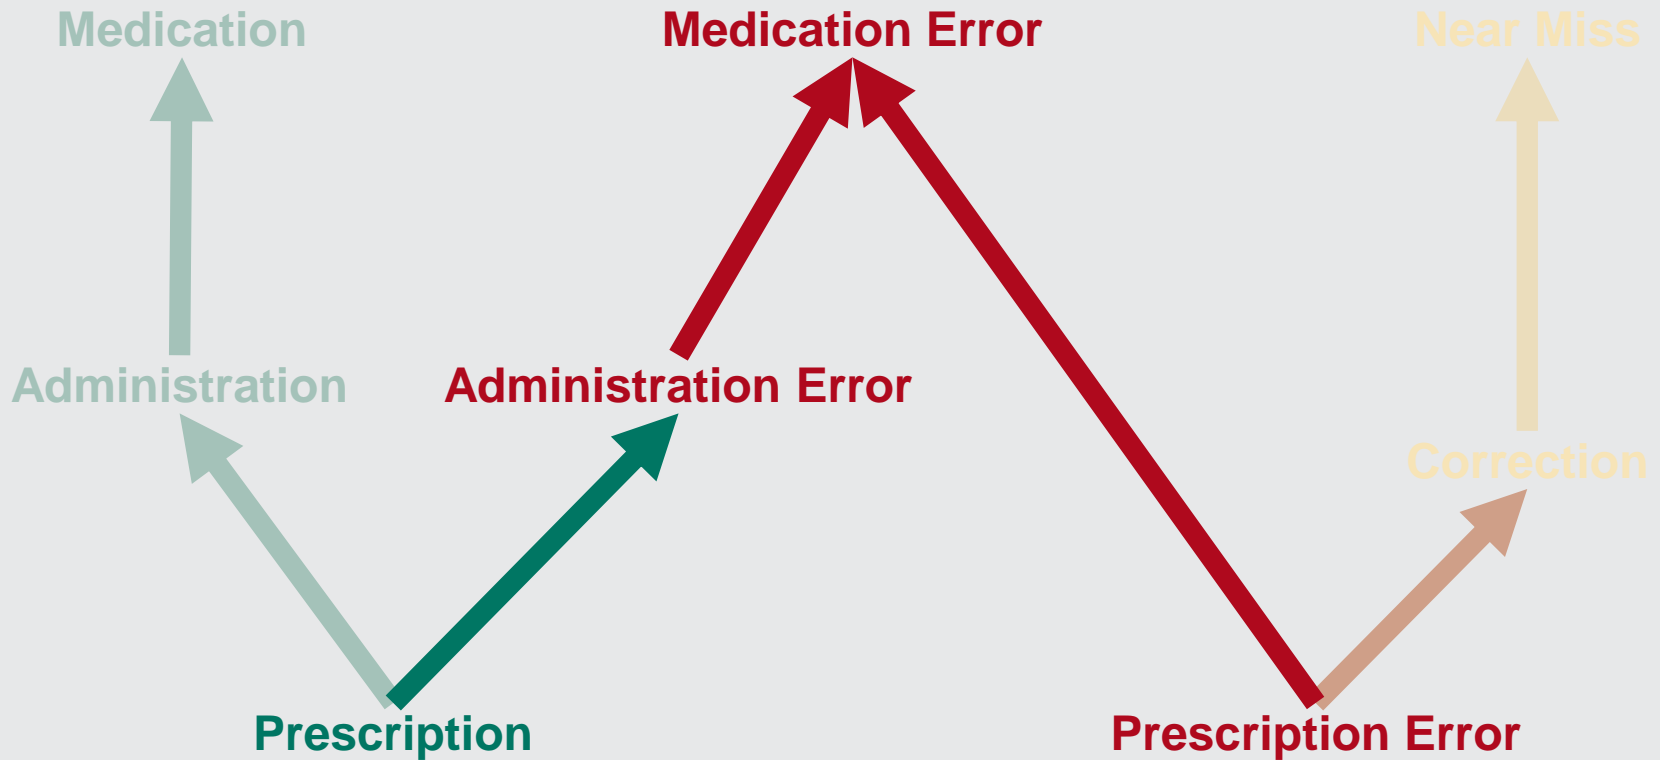 Medication
Medication Error
Near Miss
Administration
Administration Error
Correction
Prescription
Prescription Error